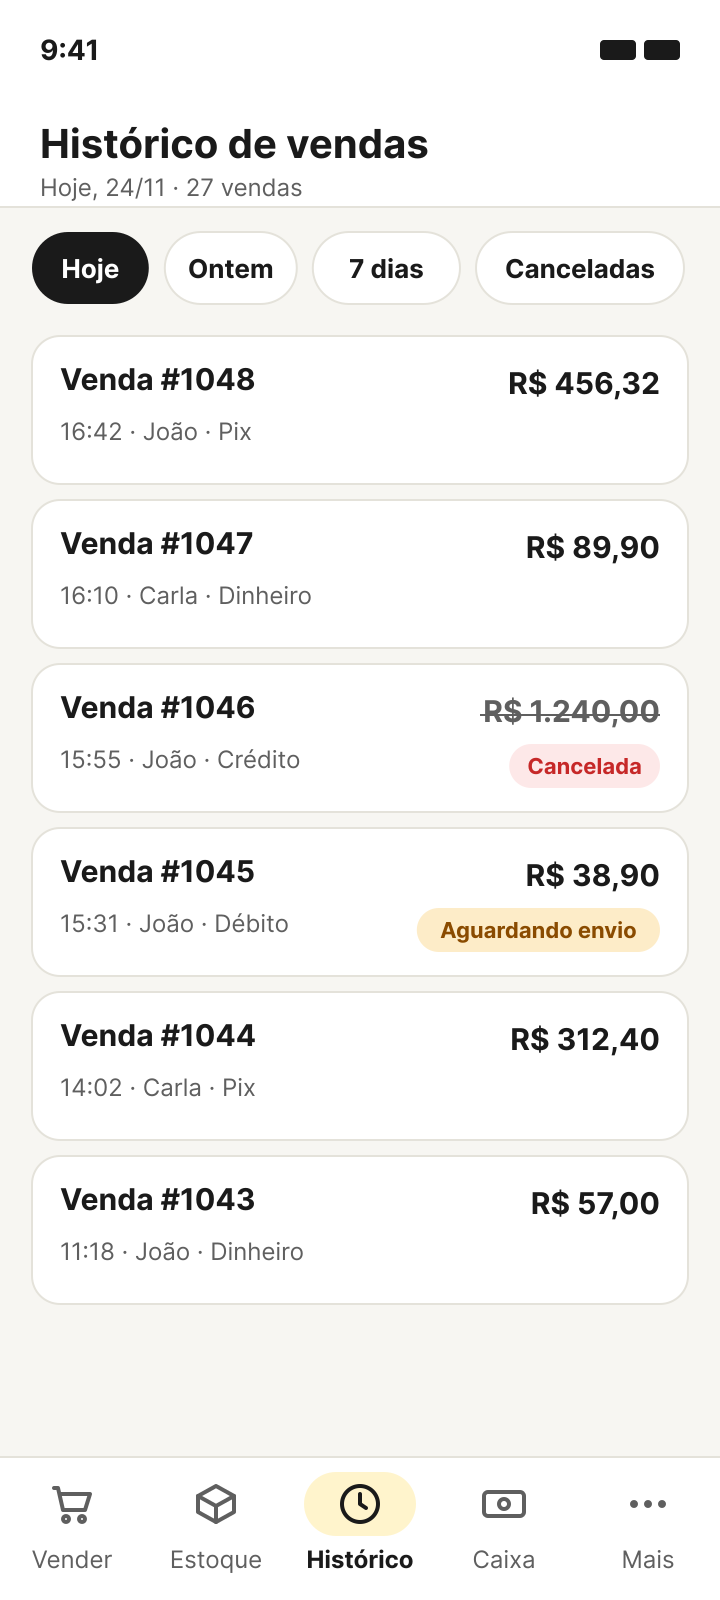 9:41
Histórico de vendas
Hoje, 24/11 · 27 vendas
Hoje
Ontem
7 dias
Canceladas
Venda #1048
R$ 456,32
16:42 · João · Pix
Venda #1047
R$ 89,90
16:10 · Carla · Dinheiro
Venda #1046
R$ 1.240,00
15:55 · João · Crédito
Cancelada
Venda #1045
R$ 38,90
15:31 · João · Débito
Aguardando envio
Venda #1044
R$ 312,40
14:02 · Carla · Pix
Venda #1043
R$ 57,00
11:18 · João · Dinheiro
Vender
Estoque
Histórico
Caixa
Mais